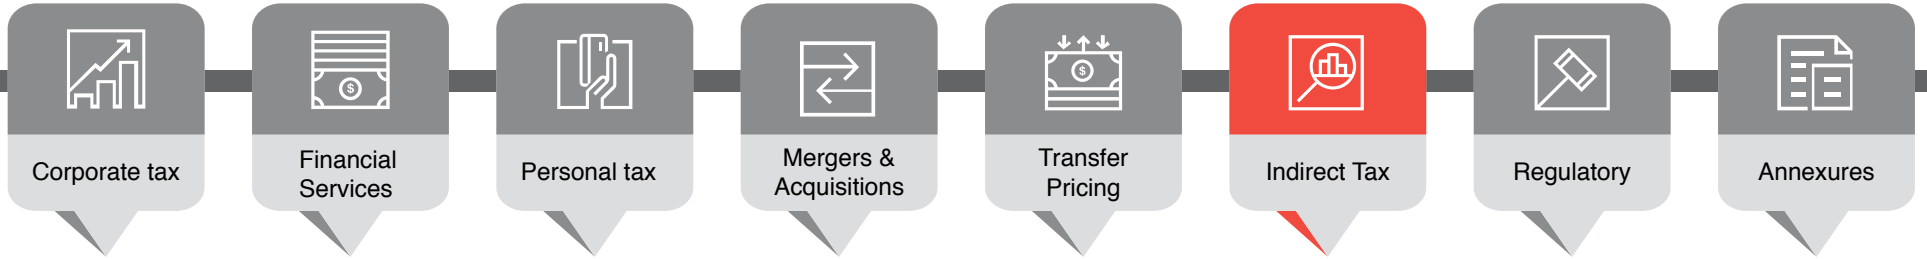 Corporate tax
Financial
Services
Personal tax
Mergers &
Acquisitions
Transfer
Pricing
Indirect Tax
Regulatory
Annexures